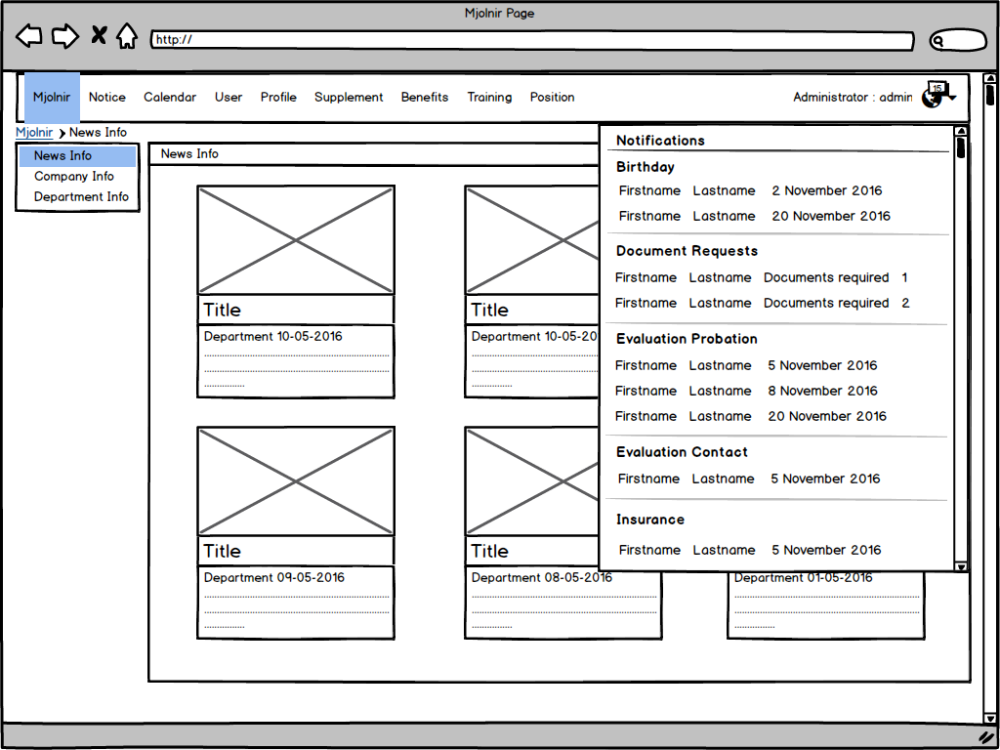 Mjolnir Page
http://
Mjolnir Notice Calendar User Profile Supplement Benefits Training Position Administrator : admin 15
Mjolnir News Info
News Info
Company Info
Department Info
News Info
Title
Department 10-05-2016
Title
Department 10-05-20
Title
Department 09-05-2016
Title
Department 08-05-2016
Department 01-05-2016
Notifications
Birthday
Firstname Lastname 2 November 2016
Firstname Lastname 20 November 2016
Document Requests
Firstname Lastname Documents required 1
Firstname Lastname Documents required 2
Evaluation Probation
Firstname Lastname 5 November 2016
Firstname Lastname 8 November 2016
Firstname Lastname 20 November 2016
Evaluation Contact
Firstname Lastname 5 November 2016
Insurance
Firstname Lastname 5 November 2016